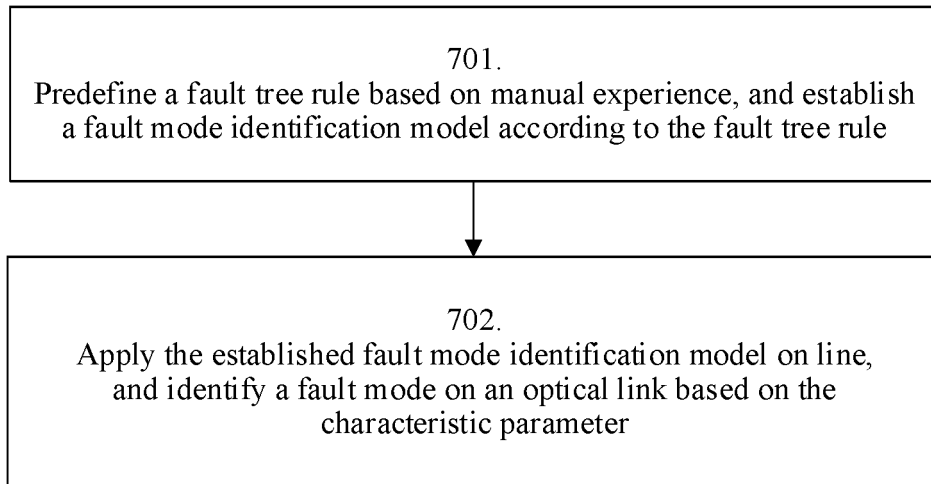 701.
Predefine a fault tree rule based on manual experience, and establish
a fault mode identification model according to the fault tree rule
702.
Apply the established fault mode identification model on line,
and identify a fault mode on an optical link based on the
characteristic parameter